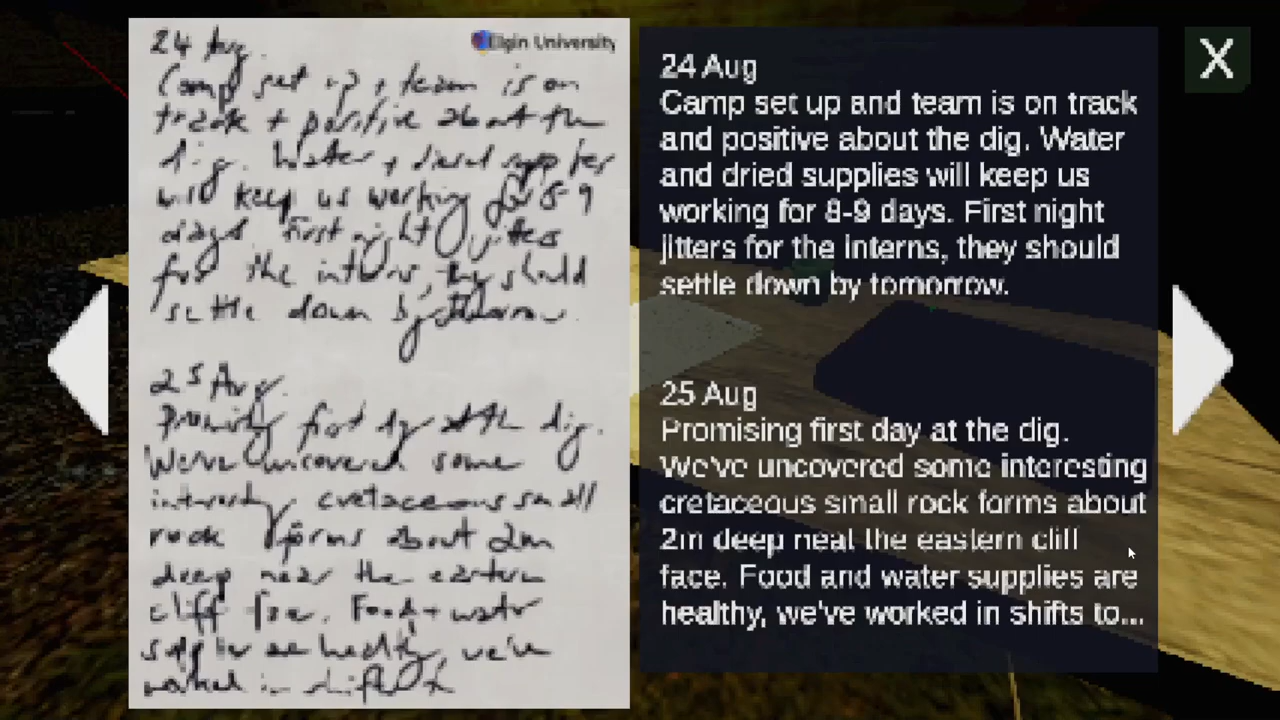 24 Aug.
Elgin University
Camp set up + team is on
track + positive about the
dig. Water + diesel supplies
will keep us working for 8-9
days. First night jitters
for the interns, they should
settle down by tomorrow.
25 Aug.
Promising first day at the dig.
We've uncovered some
interesting cretaceous small
rock forms about 2m
deep near the eastern
cliff face. Food + water
supplies are healthy, we've
worked in shifts to
24 Aug
Camp set up and team is on track
and positive about the dig. Water
and dried supplies will keep us
working for 8-9 days. First night
jitters for the interns, they should
settle down by tomorrow.
25 Aug
Promising first day at the dig.
We've uncovered some interesting
cretaceous small rock forms about
2m deep near the eastern cliff
face. Food and water supplies are
healthy, we've worked in shifts to...
X